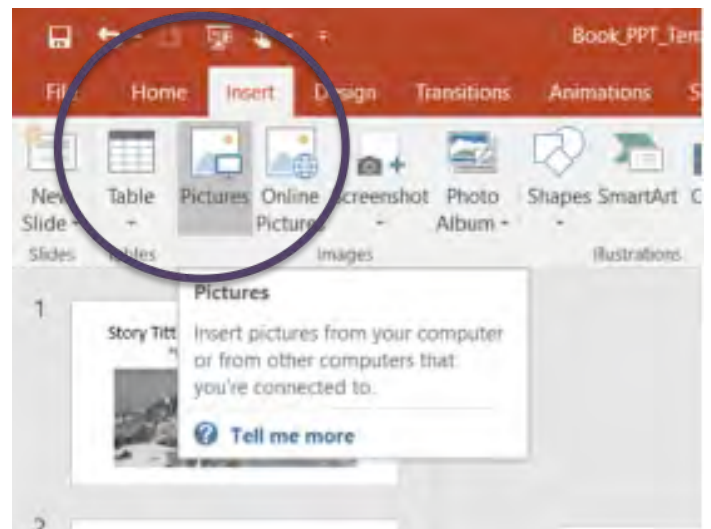 Book_PPT_Tem
File Home Insert Design Transitions Animations S
New Slide Table Pictures Online Pictures Screenshot Photo Album Shapes SmartArt
Slides Tables Images Illustrations
Pictures
Insert pictures from your computer
or from other computers that
you're connected to.
Tell me more
1
Story Titt
2